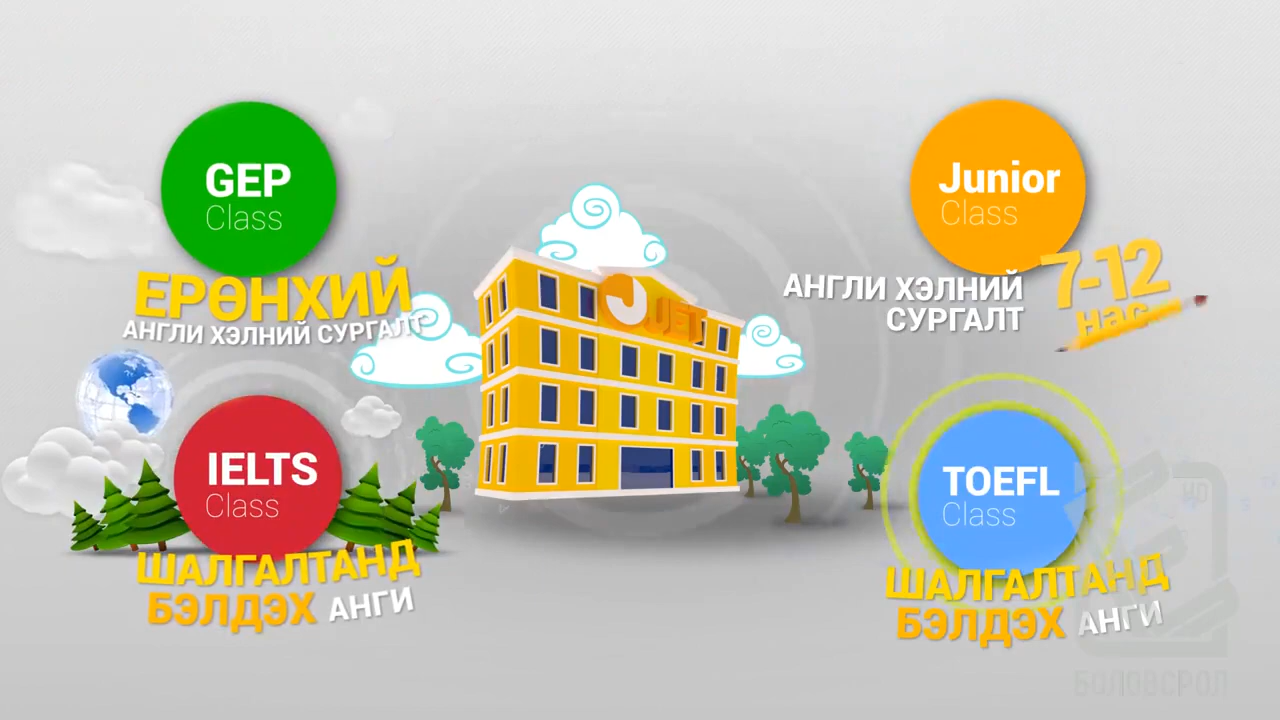 GEP
Class
ЕРӨНХИЙ
АНГЛИ ХЭЛНИЙ СУРГАЛТ
Junior
Class
АНГЛИ ХЭЛНИЙ
СУРГАЛТ
7-12
нас
JET
IELTS
Class
ШАЛГАЛТАНД
БЭЛДЭХ АНГИ
TOEFL
Class
ШАЛГАЛТАНД
БЭЛДЭХ АНГИ
БОЛОВСРОЛ